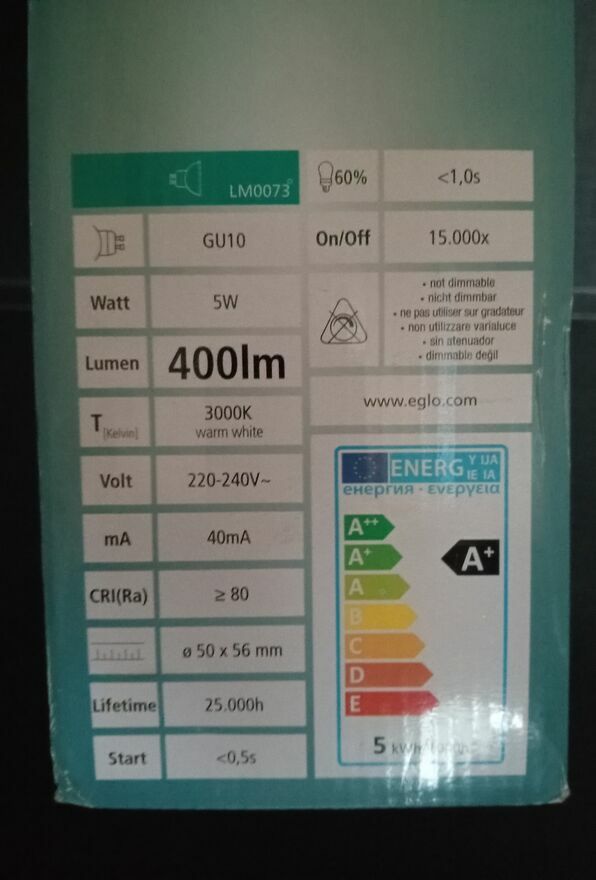 LM0073
GU10
Watt 5W
Lumen 400lm
T [Kelvin] 3000K
warm white
Volt 220-240V~
mA 40mA
CRI(Ra) ≥ 80
ø 50 x 56 mm
Lifetime 25.000h
Start <0,5s
60% <1,0s
On/Off 15.000x
• not dimmable
• nicht dimmbar
• ne pas utiliser sur gradateur
• non utilizzare varialuce
• sin atenuador
• dimmable değil
www.eglo.com
ENERG Y IJA
IE IA
енергия · ενεργεια
A++
A+
A+
A
B
C
D
E
5 kWh/1000h